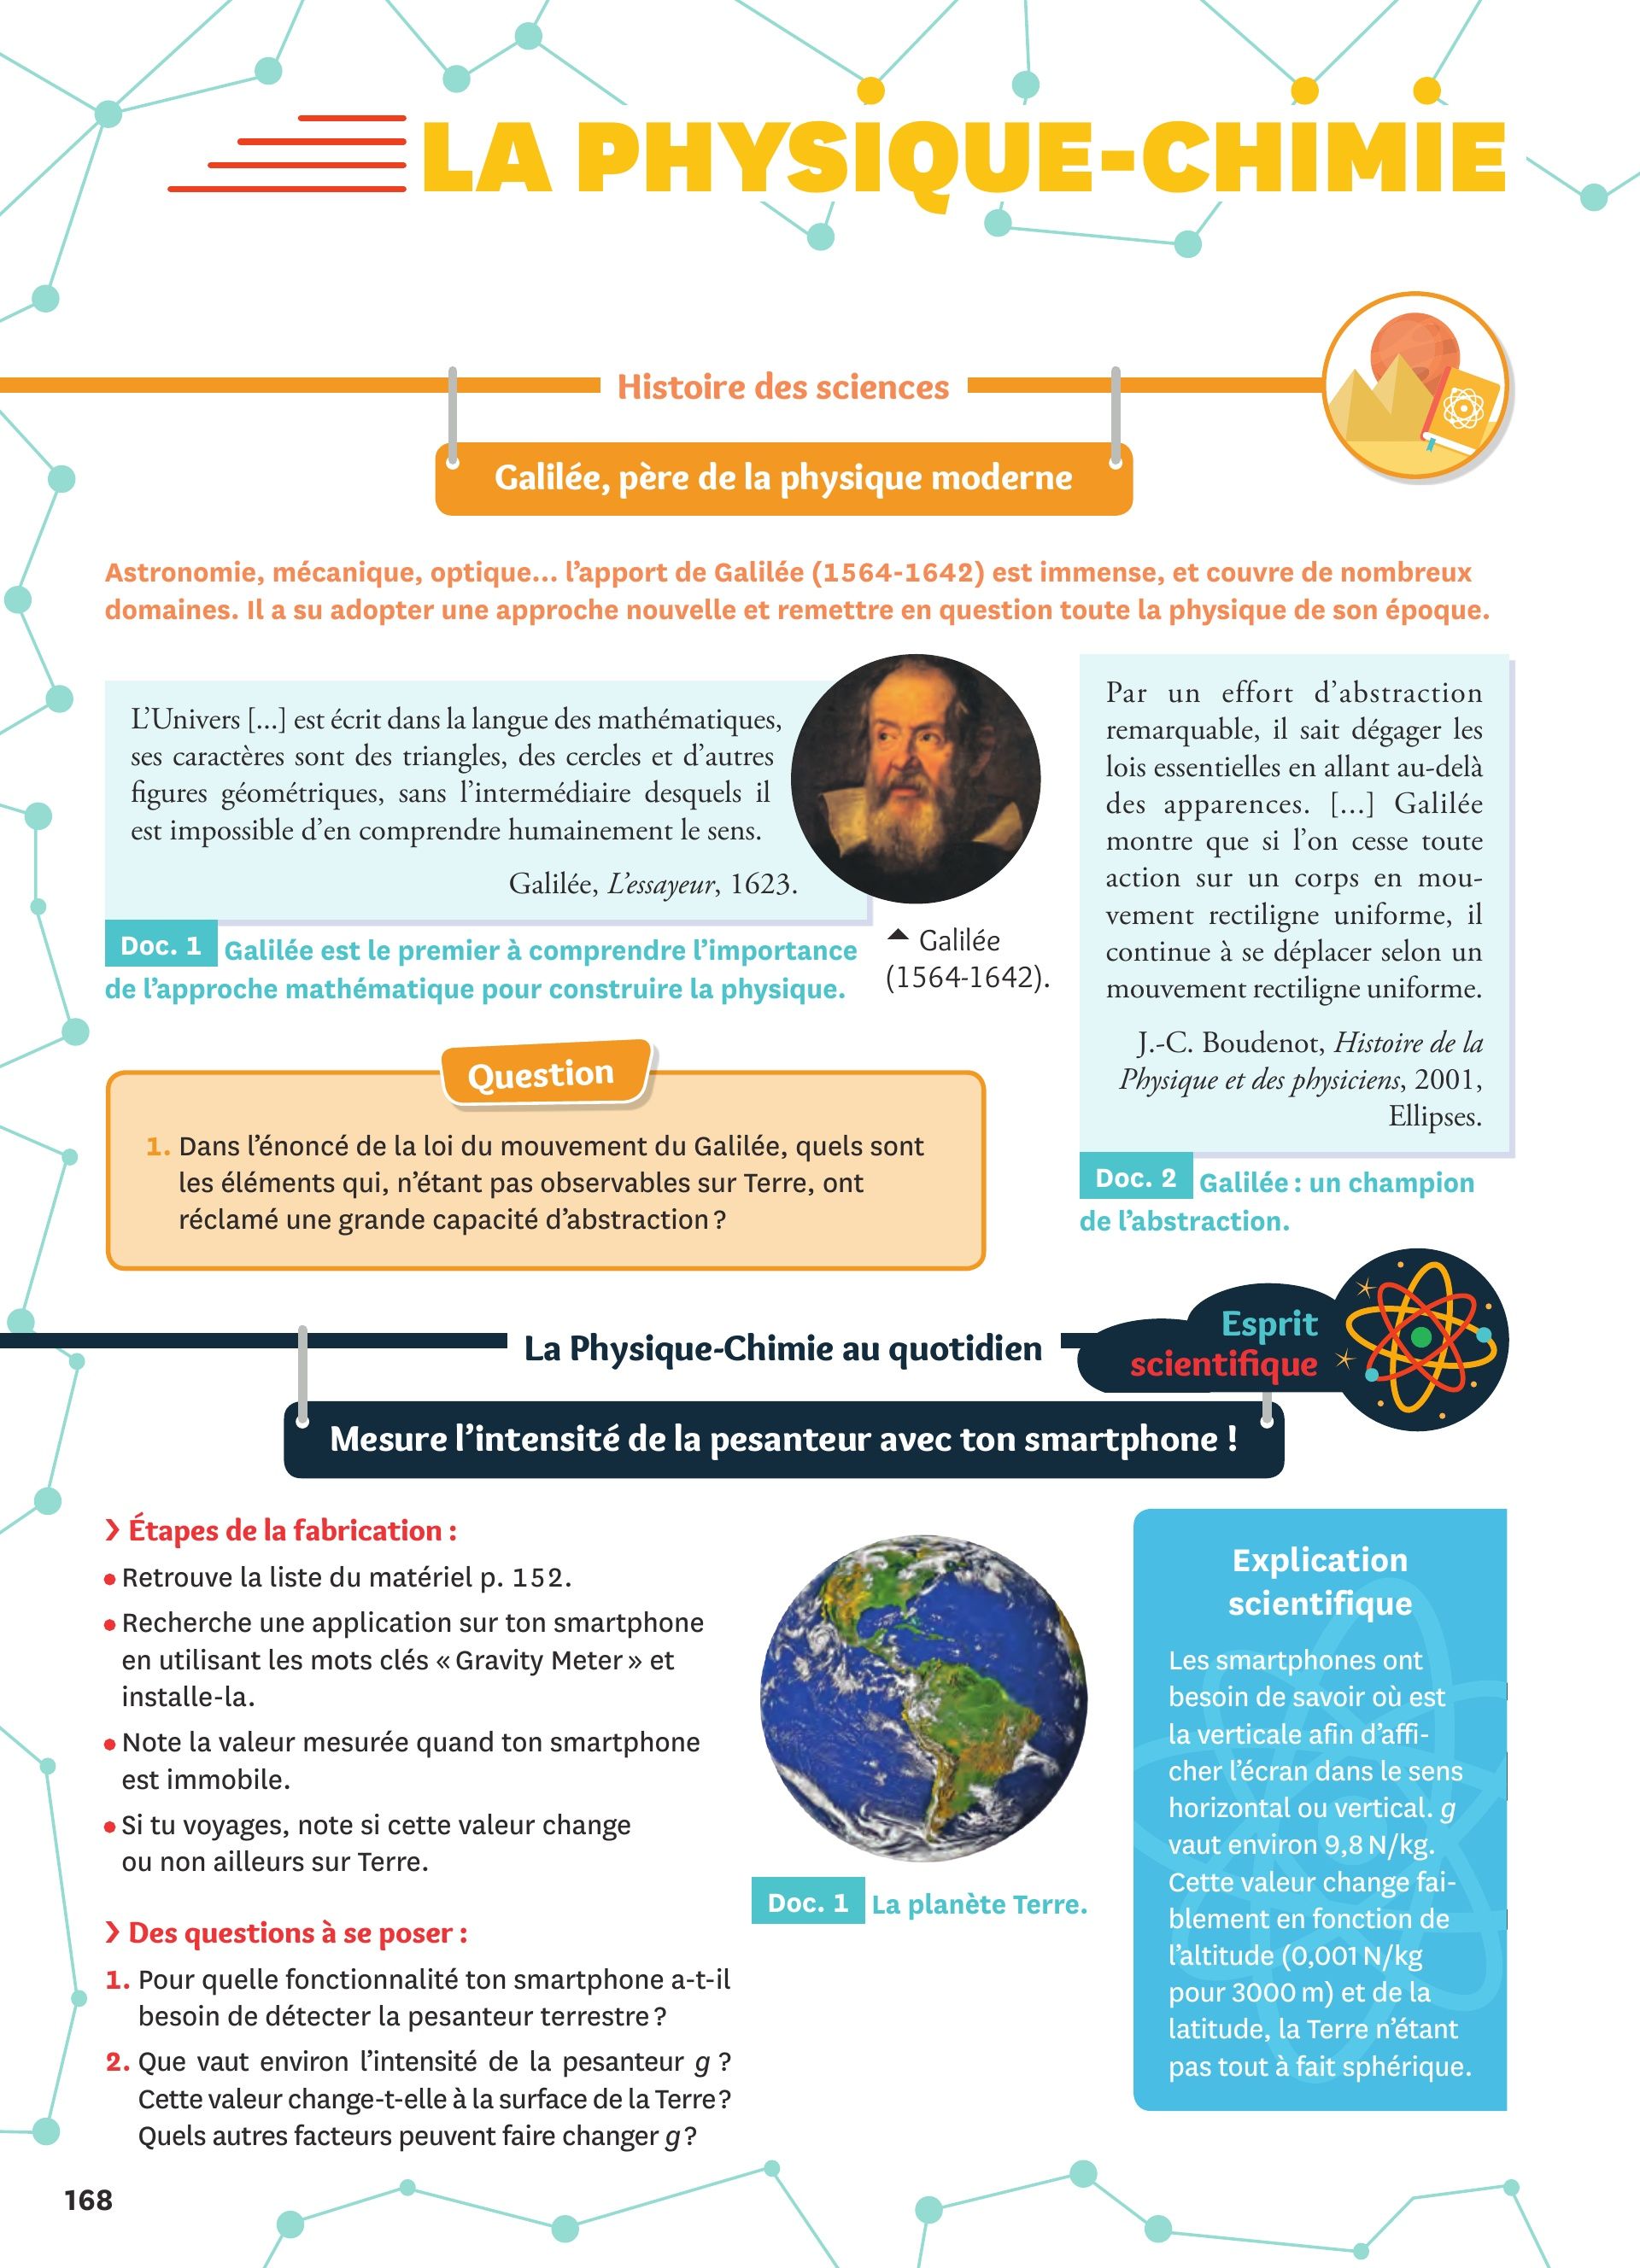 LA PHYSIQUE-CHIMIE
Histoire des sciences
Galilée, père de la physique moderne
Astronomie, mécanique, optique... l'apport de Galilée (1564-1642) est immense, et couvre de nombreux
domaines. Il a su adopter une approche nouvelle et remettre en question toute la physique de son époque.
L'Univers [...] est écrit dans la langue des mathématiques,
ses caractères sont des triangles, des cercles et d'autres
figures géométriques, sans l'intermédiaire desquels il
est impossible d'en comprendre humainement le sens.
Galilée, L'essayeur, 1623.
Doc. 1 Galilée est le premier à comprendre l'importance
de l'approche mathématique pour construire la physique.
Galilée
(1564-1642).
Par un effort d'abstraction
remarquable, il sait dégager les
lois essentielles en allant au-delà
des apparences. [...] Galilée
montre que si l'on cesse toute
action sur un corps en mou-
vement rectiligne uniforme, il
continue à se déplacer selon un
mouvement rectiligne uniforme.
J.-C. Boudenot, Histoire de la
Physique et des physiciens, 2001,
Ellipses.
Doc. 2 Galilée : un champion
de l'abstraction.
Question
1. Dans l'énoncé de la loi du mouvement du Galilée, quels sont
les éléments qui, n'étant pas observables sur Terre, ont
réclamé une grande capacité d'abstraction ?
La Physique-Chimie au quotidien
Esprit
scientifique
Mesure l'intensité de la pesanteur avec ton smartphone !
› Étapes de la fabrication :
• Retrouve la liste du matériel p. 152.
• Recherche une application sur ton smartphone
en utilisant les mots clés « Gravity Meter » et
installe-la.
• Note la valeur mesurée quand ton smartphone
est immobile.
• Si tu voyages, note si cette valeur change
ou non ailleurs sur Terre.
› Des questions à se poser :
1. Pour quelle fonctionnalité ton smartphone a-t-il
besoin de détecter la pesanteur terrestre ?
2. Que vaut environ l'intensité de la pesanteur g ?
Cette valeur change-t-elle à la surface de la Terre ?
Quels autres facteurs peuvent faire changer g ?
Doc. 1 La planète Terre.
Explication
scientifique
Les smartphones ont
besoin de savoir où est
la verticale afin d'affi-
cher l'écran dans le sens
horizontal ou vertical. g
vaut environ 9,8 N/kg.
Cette valeur change fai-
blement en fonction de
l'altitude (0,001 N/kg
pour 3000 m) et de la
latitude, la Terre n'étant
pas tout à fait sphérique.
168